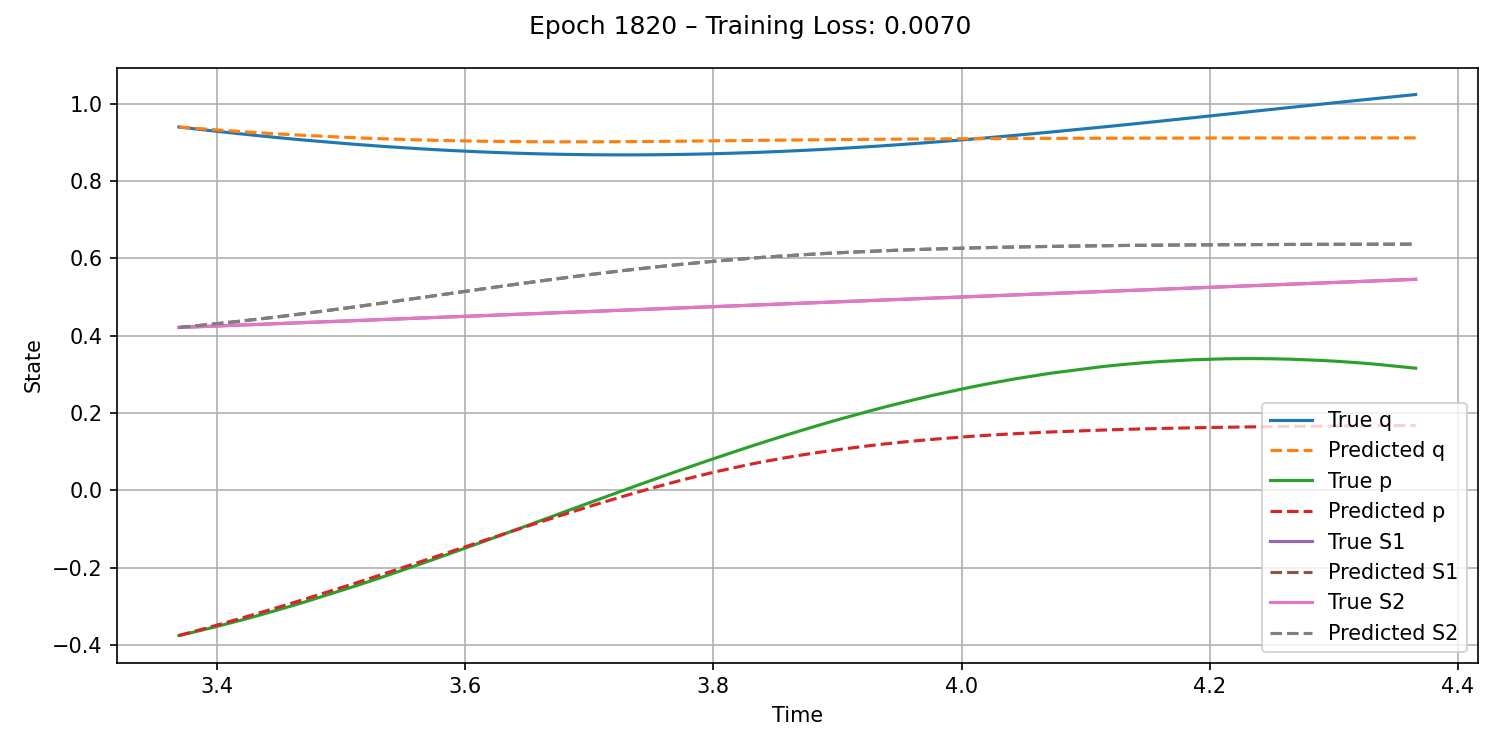 Epoch 1820 – Training Loss: 0.0070
1.0
0.8
0.6
0.4
0.2
0.0
−0.2
−0.4
State
3.4
3.6
3.8
4.0
4.2
4.4
Time
True q
Predicted q
True p
Predicted p
True S1
Predicted S1
True S2
Predicted S2